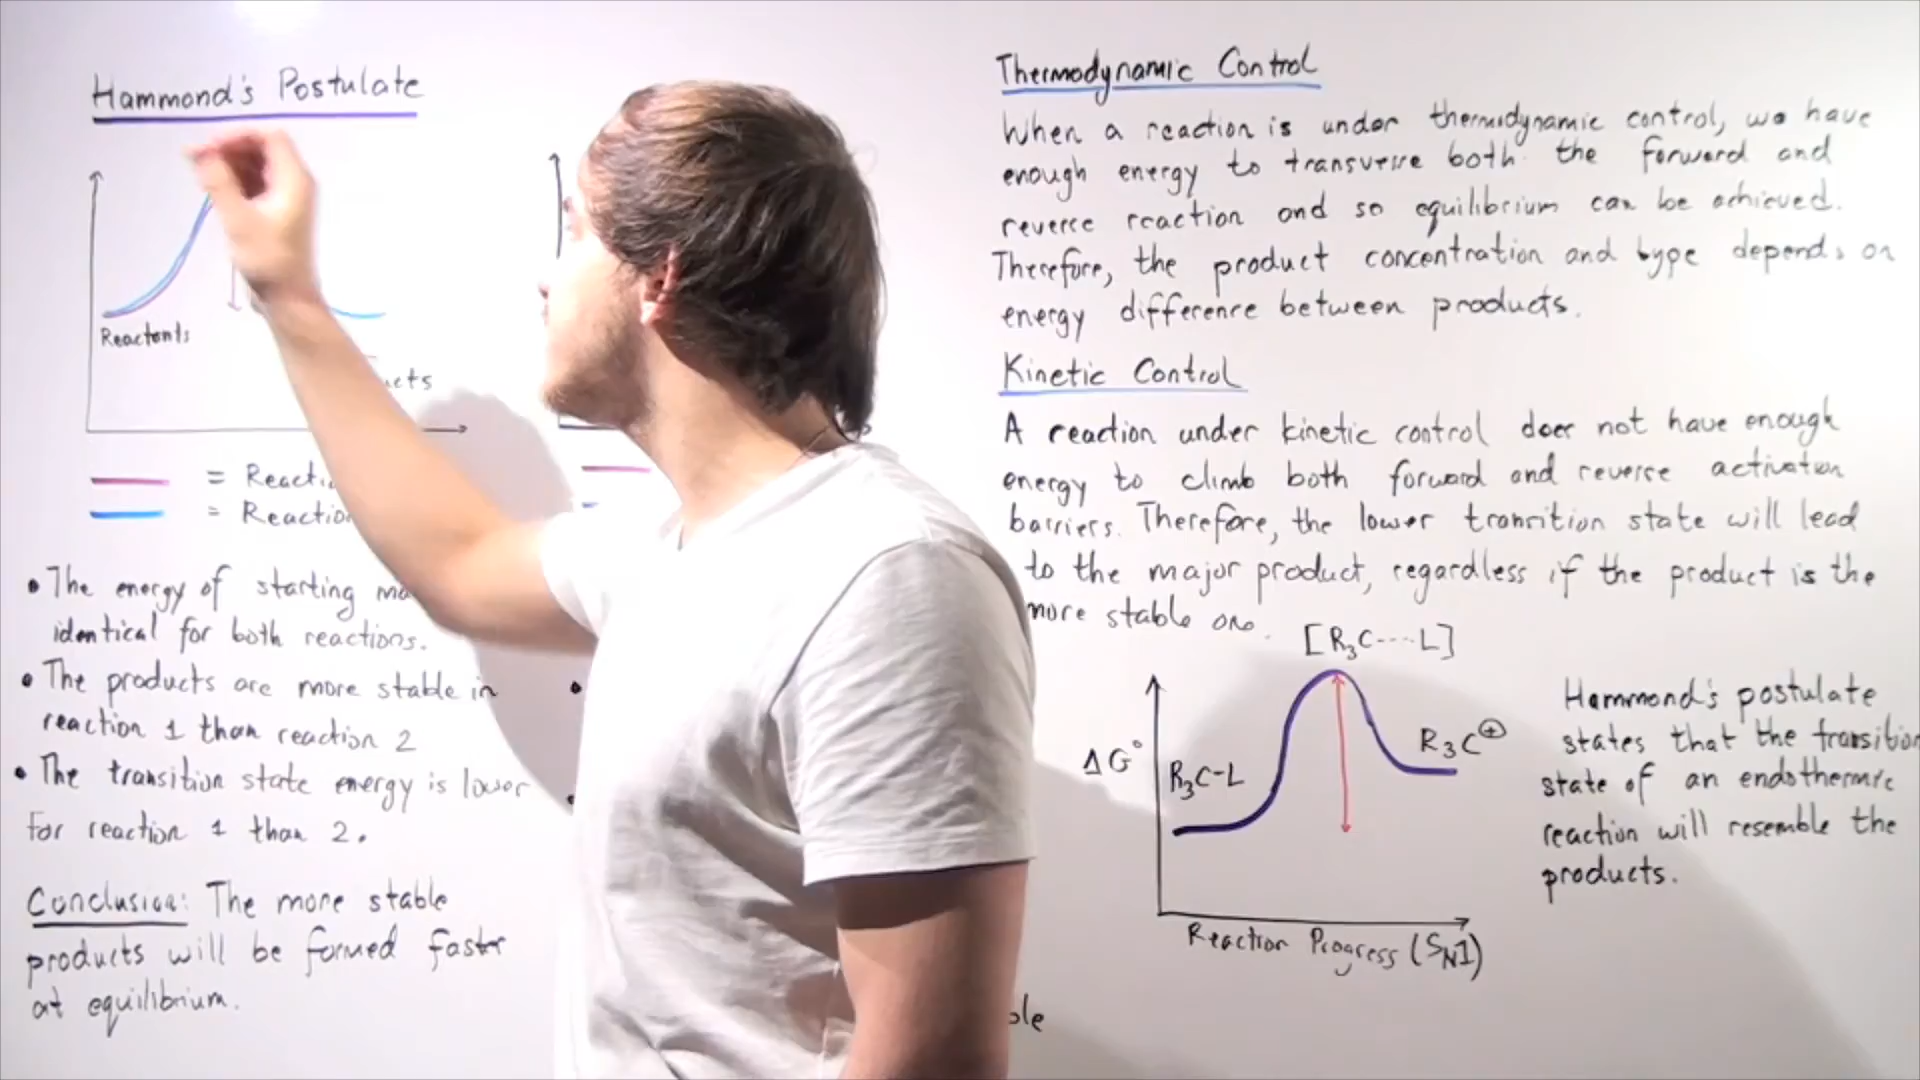 Hammond's Postulate
Reactants
= Reaction
= Reaction
• The energy of starting
identical for both reactions.
• The products are more stable in
reaction 1 than reaction 2
• The transition state energy is lower
for reaction 1 than 2.
Conclusion: The more stable
products will be formed faster
at equilibrium.
Thermodynamic Control
When a reaction is under thermodynamic control, we have
enough energy to transverse both the forward and
reverse reaction and so equilibrium can be achieved.
Therefore, the product concentration and type depends on
energy difference between products.
Kinetic Control
A reaction under kinetic control does not have enough
energy to climb both forward and reverse activation
barriers. Therefore, the lower transition state will lead
to the major product, regardless if the product is the
more stable one.
[R₃C----L]
ΔG°
R₃C-L
R₃C⊕
Reaction Progress (SN1)
Hammond's postulate
states that the transition
state of an endothermic
reaction will resemble the
products.